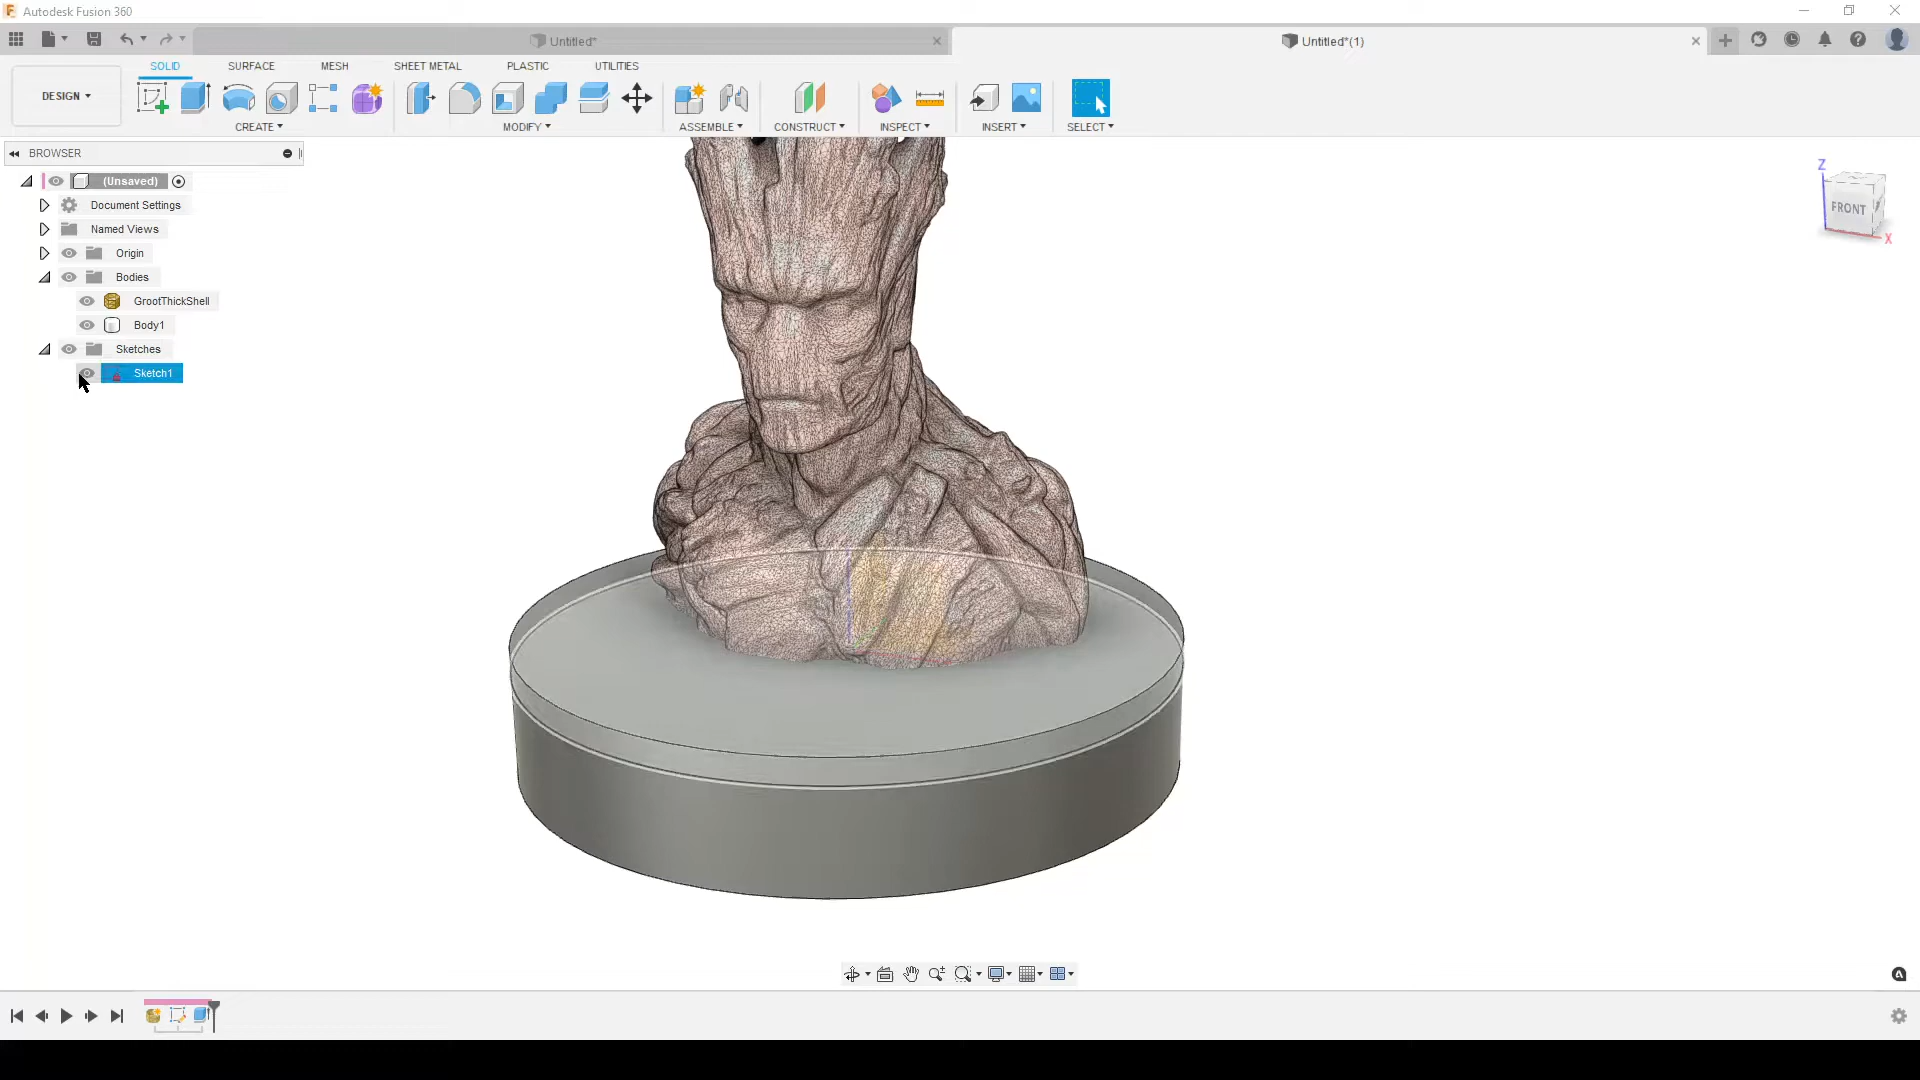 Autodesk Fusion 360
Untitled*
Untitled*(1)
SOLID
SURFACE
MESH
SHEET METAL
PLASTIC
UTILITIES
DESIGN
CREATE
MODIFY
ASSEMBLE
CONSTRUCT
INSPECT
INSERT
SELECT
BROWSER
(Unsaved)
Document Settings
Named Views
Origin
Bodies
GrootThickShell
Body1
Sketches
Sketch1
Z
FRONT
X